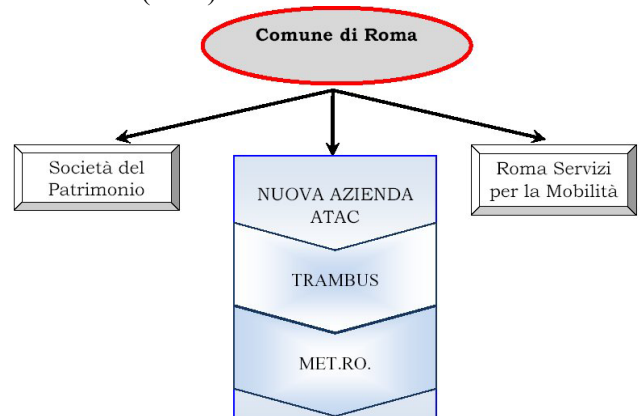 Comune di Roma
Società del
Patrimonio
NUOVA AZIENDA
ATAC
Roma Servizi
per la Mobilità
TRAMBUS
MET.RO.